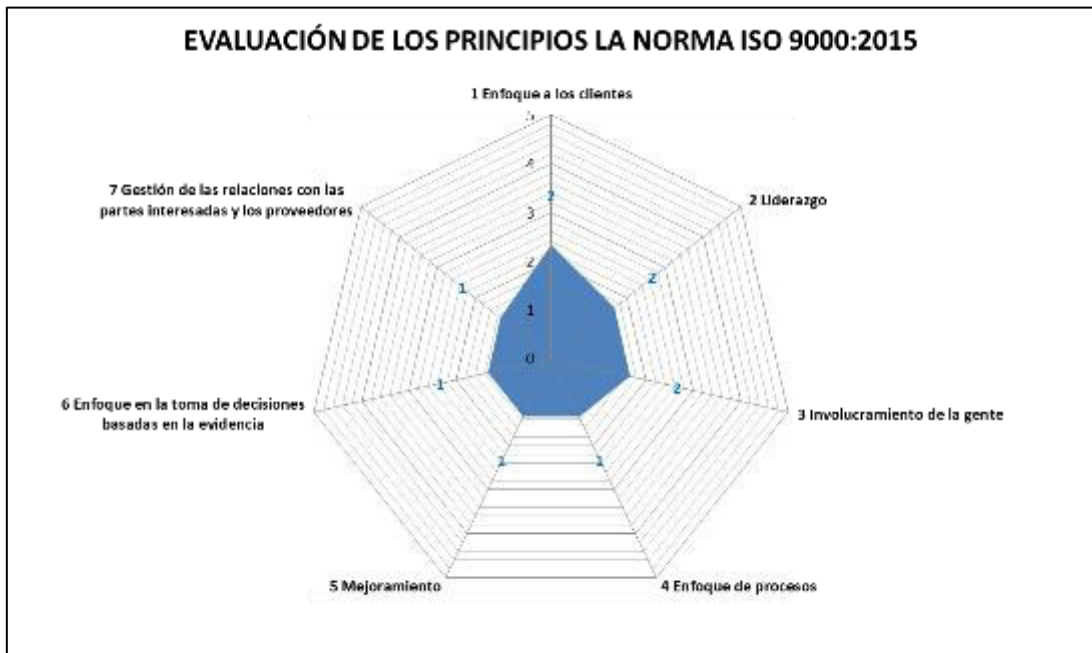 EVALUACIÓN DE LOS PRINCIPIOS LA NORMA ISO 9000:2015
1 Enfoque a los clientes
5
4
7 Gestión de las relaciones con las
partes interesadas y los proveedores
2
2 Liderazgo
3
2
1
2
1
0
1
2
6 Enfoque en la toma de decisiones
basadas en la evidencia
3 Involucramiento de la gente
1
1
5 Mejoramiento
4 Enfoque de procesos